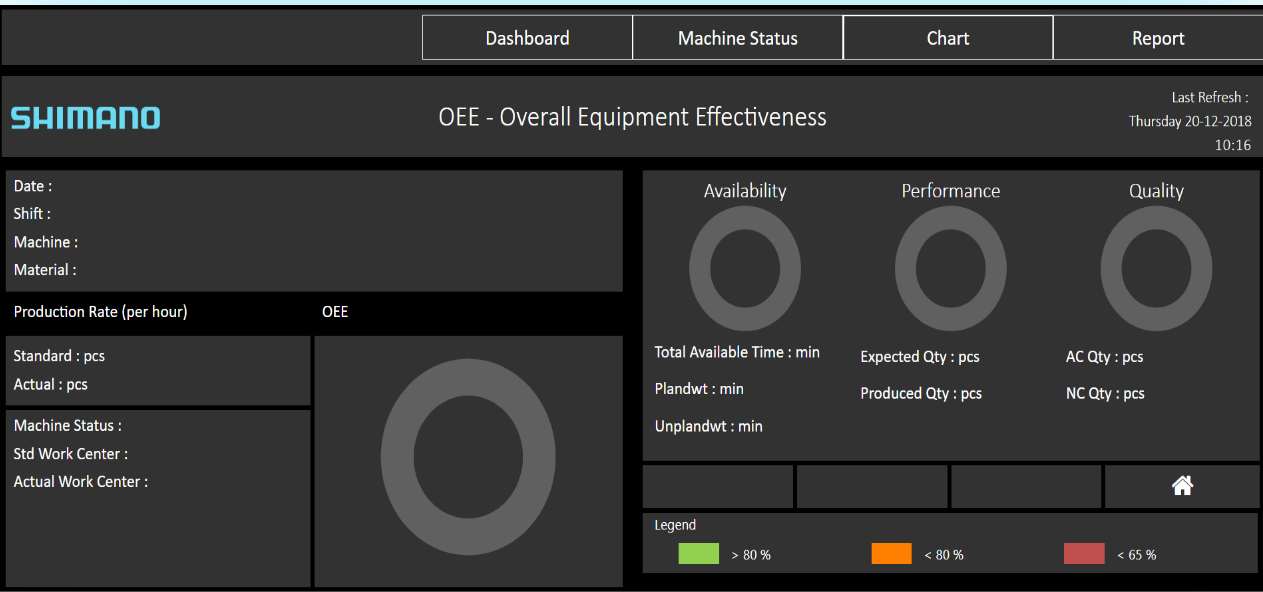 Dashboard
Machine Status
Chart
Report
SHIMANO
OEE - Overall Equipment Effectiveness
Last Refresh :
Thursday 20-12-2018
10:16
Date :
Shift :
Machine :
Material :
Production Rate (per hour)
OEE
Standard : pcs
Actual : pcs
Machine Status :
Std Work Center :
Actual Work Center :
Availability
Performance
Quality
Total Available Time : min
Plandwt : min
Unplandwt : min
Expected Qty : pcs
Produced Qty : pcs
AC Qty : pcs
NC Qty : pcs
Legend
> 80 %
< 80 %
< 65 %